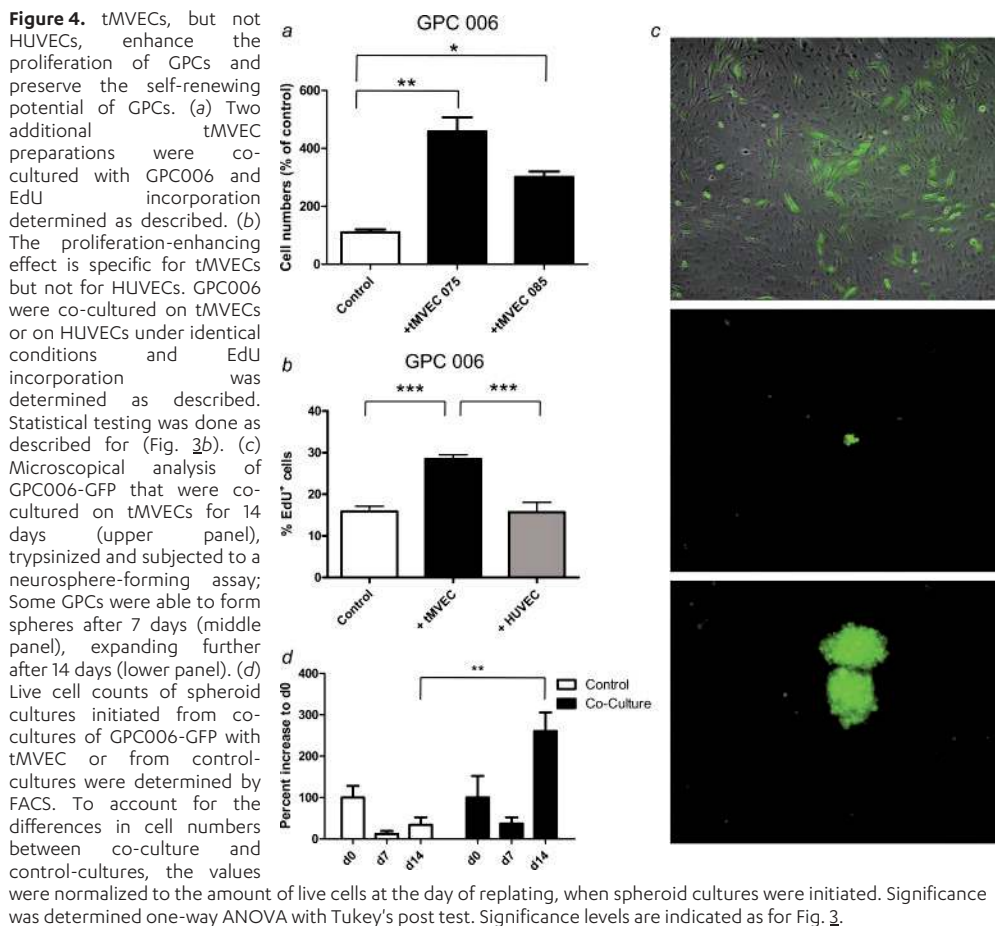 Figure 4. tMVECs, but not
HUVECs, enhance the
proliferation of GPCs and
preserve the self-renewing
potential of GPCs. (a) Two
additional tMVEC
preparations were co-
cultured with GPC006 and
EdU incorporation
determined as described. (b)
The proliferation-enhancing
effect is specific for tMVECs
but not for HUVECs. GPC006
were co-cultured on tMVECs
or on HUVECs under identical
conditions and EdU
incorporation was
determined as described.
Statistical testing was done as
described for (Fig. 3b). (c)
Microscopical analysis of
GPC006-GFP that were co-
cultured on tMVECs for 14
days (upper panel),
trypsinized and subjected to a
neurosphere-forming assay;
Some GPCs were able to form
spheres after 7 days (middle
panel), expanding further
after 14 days (lower panel). (d)
Live cell counts of spheroid
cultures initiated from co-
cultures of GPC006-GFP with
tMVEC or from control-
cultures were determined by
FACS. To account for the
differences in cell numbers
between co-culture and
control-cultures, the values
were normalized to the amount of live cells at the day of replating, when spheroid cultures were initiated. Significance
was determined one-way ANOVA with Tukey's post test. Significance levels are indicated as for Fig. 3.
a
GPC 006
*
**
Cell numbers (% of control)
600
400
200
0
Control
+tMVEC 075
+tMVEC 085
b
GPC 006
***
***
% EdU+ cells
40
30
20
10
0
Control
+ tMVEC
+ HUVEC
d
**
Control
Co-Culture
Percent increase to d0
400
300
200
100
0
d0
d7
d14
d0
d7
d14
c